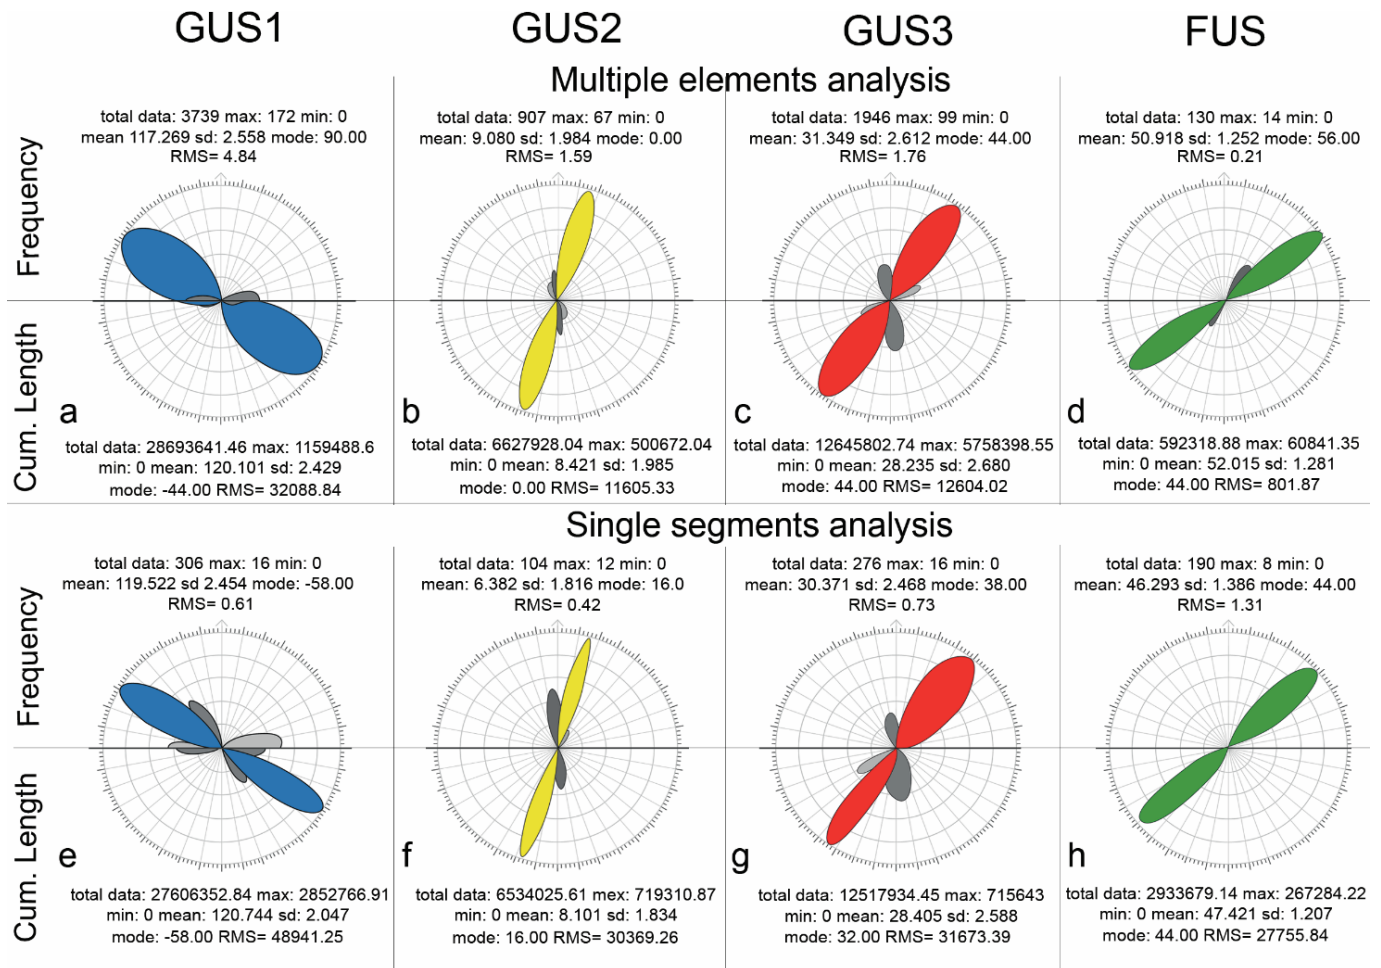 GUS1 GUS2 GUS3 FUS
Multiple elements analysis
Frequency
total data: 3739 max: 172 min: 0
mean 117.269 sd: 2.558 mode: 90.00
RMS= 4.84
total data: 907 max: 67 min: 0
mean: 9.080 sd: 1.984 mode: 0.00
RMS= 1.59
total data: 1946 max: 99 min: 0
mean: 31.349 sd: 2.612 mode: 44.00
RMS= 1.76
total data: 130 max: 14 min: 0
mean: 50.918 sd: 1.252 mode: 56.00
RMS= 0.21
Cum. Length
a
total data: 28693641.46 max: 1159488.6
min: 0 mean: 120.101 sd: 2.429
mode: -44.00 RMS= 32088.84
b
total data: 6627928.04 max: 500672.04
min: 0 mean: 8.421 sd: 1.985
mode: 0.00 RMS= 11605.33
c
total data: 12645802.74 max: 5758398.55
min: 0 mean: 28.235 sd: 2.680
mode: 44.00 RMS= 12604.02
d
total data: 592318.88 max: 60841.35
min: 0 mean: 52.015 sd: 1.281
mode: 44.00 RMS= 801.87
Single segments analysis
Frequency
total data: 306 max: 16 min: 0
mean: 119.522 sd 2.454 mode: -58.00
RMS= 0.61
total data: 104 max: 12 min: 0
mean: 6.382 sd: 1.816 mode: 16.0
RMS= 0.42
total data: 276 max: 16 min: 0
mean: 30.371 sd: 2.468 mode: 38.00
RMS= 0.73
total data: 190 max: 8 min: 0
mean: 46.293 sd: 1.386 mode: 44.00
RMS= 1.31
Cum. Length
e
total data: 27606352.84 max: 2852766.91
min: 0 mean: 120.744 sd: 2.047
mode: -58.00 RMS= 48941.25
f
total data: 6534025.61 mex: 719310.87
min: 0 mean: 8.101 sd: 1.834
mode: 16.00 RMS= 30369.26
g
total data: 12517934.45 max: 715643
min: 0 mean: 28.405 sd: 2.588
mode: 32.00 RMS= 31673.39
h
total data: 2933679.14 max: 267284.22
min: 0 mean: 47.421 sd: 1.207
mode: 44.00 RMS= 27755.84